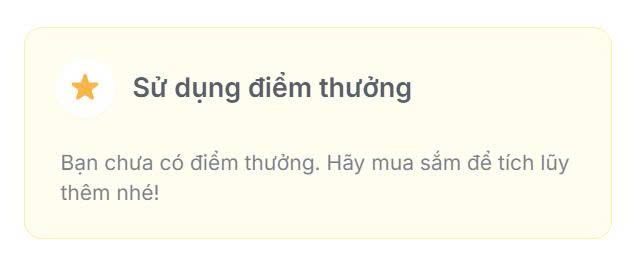 Sử dụng điểm thưởng
Bạn chưa có điểm thưởng. Hãy mua sắm để tích lũy
thêm nhé!